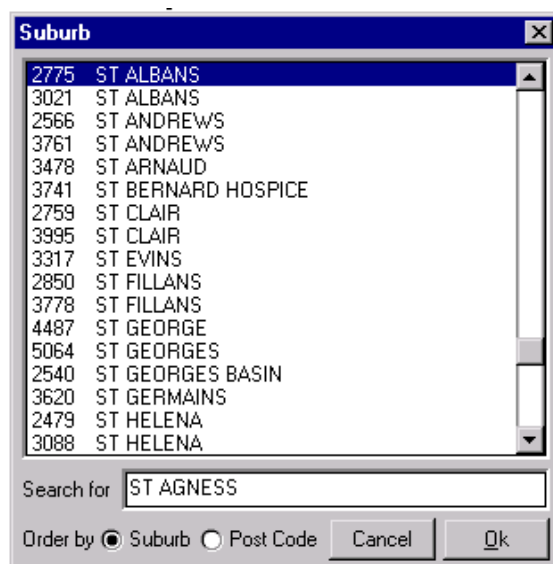 Suburb
2775 ST ALBANS
3021 ST ALBANS
2566 ST ANDREWS
3761 ST ANDREWS
3478 ST ARNAUD
3741 ST BERNARD HOSPICE
2759 ST CLAIR
3995 ST CLAIR
3317 ST EVINS
2850 ST FILLANS
3778 ST FILLANS
4487 ST GEORGE
5064 ST GEORGES
2540 ST GEORGES BASIN
3620 ST GERMAINS
2479 ST HELENA
3088 ST HELENA
Search for ST AGNESS
Order by Suburb Post Code Cancel Ok